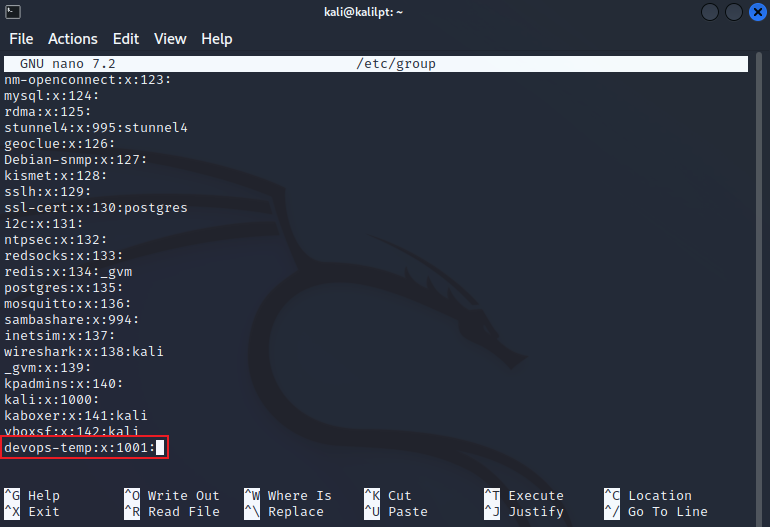 kali@kalilpt: ~
File Actions Edit View Help
GNU nano 7.2 /etc/group
nm-openconnect:x:123:
mysql:x:124:
rdma:x:125:
stunnel4:x:995:stunnel4
geoclue:x:126:
Debian-snmp:x:127:
kismet:x:128:
sslh:x:129:
ssl-cert:x:130:postgres
i2c:x:131:
ntpsec:x:132:
redsocks:x:133:
redis:x:134:_gvm
postgres:x:135:
mosquitto:x:136:
sambashare:x:994:
inetsim:x:137:
wireshark:x:138:kali
_gvm:x:139:
kpadmins:x:140:
kali:x:1000:
kaboxer:x:141:kali
vboxsf:x:142:kali
devops-temp:x:1001:
^G Help ^O Write Out ^W Where Is ^K Cut ^T Execute ^C Location
^X Exit ^R Read File ^\ Replace ^U Paste ^J Justify ^/ Go To Line